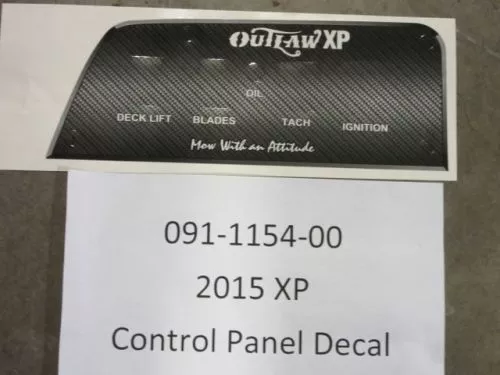 OUTLAW XP
OIL
DECK LIFT BLADES TACH IGNITION
Mow With an Attitude
091-1154-00
2015 XP
Control Panel Decal